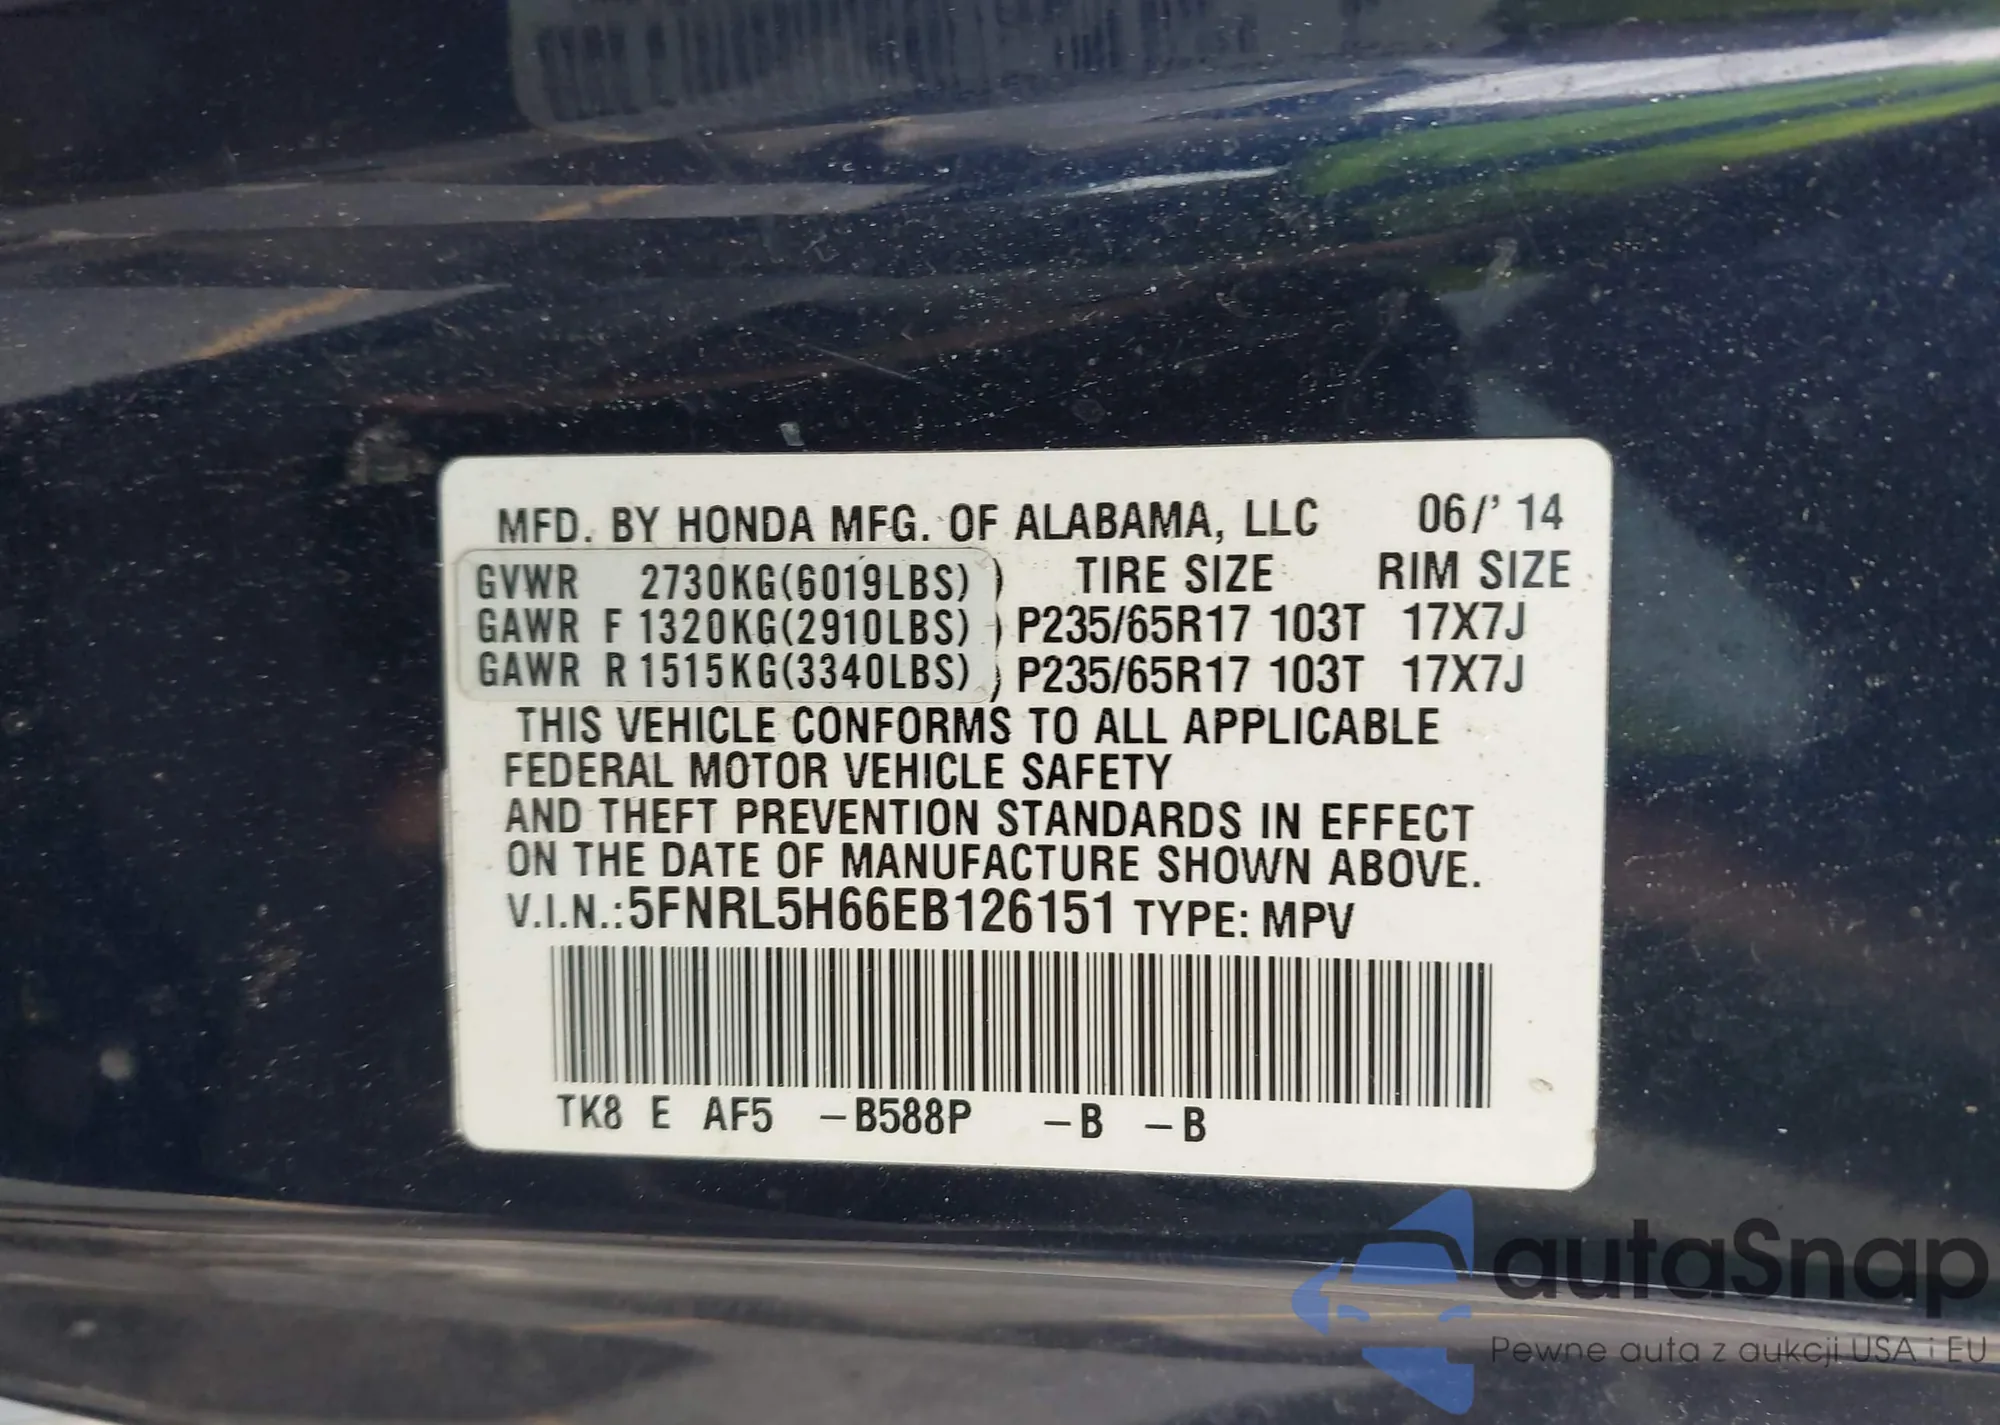 MFD. BY HONDA MFG. OF ALABAMA, LLC 06/' 14
GVWR 2730KG(6019LBS) ) TIRE SIZE RIM SIZE
GAWR F 1320KG(2910LBS) ) P235/65R17 103T 17X7J
GAWR R 1515KG(3340LBS) ) P235/65R17 103T 17X7J
THIS VEHICLE CONFORMS TO ALL APPLICABLE
FEDERAL MOTOR VEHICLE SAFETY
AND THEFT PREVENTION STANDARDS IN EFFECT
ON THE DATE OF MANUFACTURE SHOWN ABOVE.
V.I.N.:5FNRL5H66EB126151 TYPE: MPV
TK8 E AF5 –B588P –B –B
autaSnap
Pewne auta z aukcji USA i EU